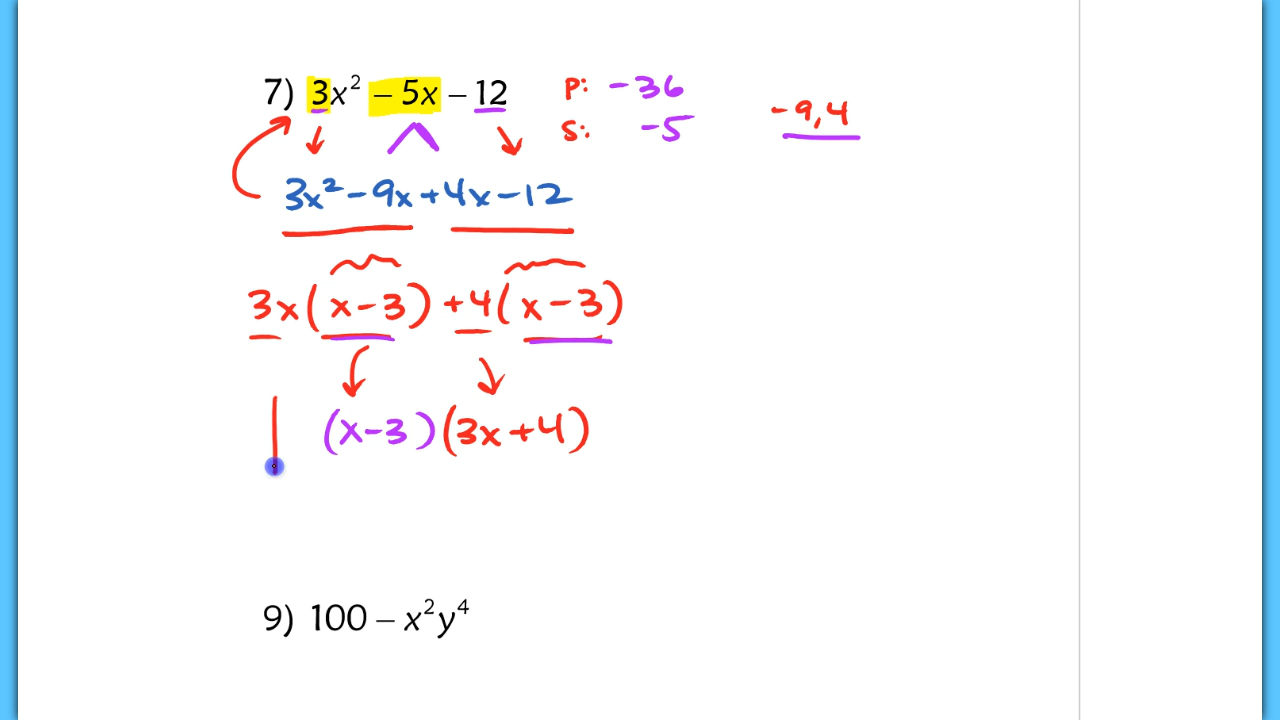 7) 3x² – 5x – 12
p: -36
s: -5
-9,4
3x² - 9x + 4x - 12
3x(x - 3) + 4(x - 3)
(x - 3)(3x + 4)
9) 100 – x²y⁴